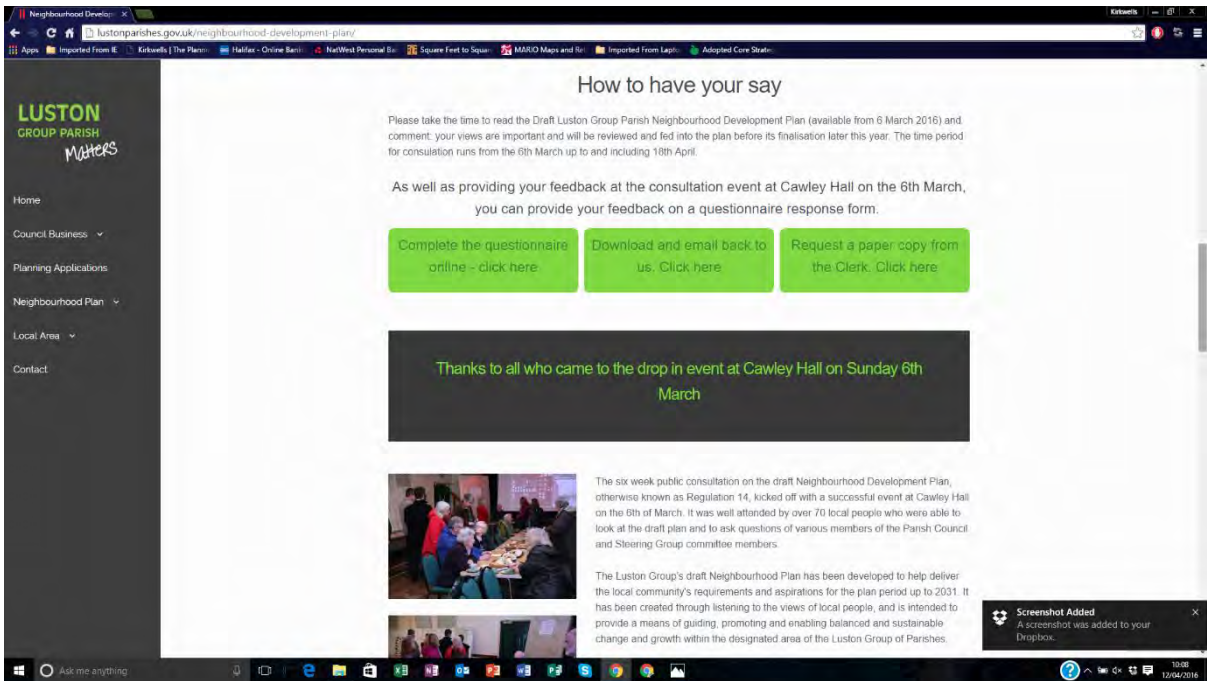 Neighbourhood Develop
Kirkwells
lustonparishes.gov.uk/neighbourhood-development-plan/
Apps Imported From IE Kirkwells | The Plannin Halifax - Online Bankin NatWest Personal Ba Square Feet to Squar MARIO Maps and Rel Imported From Lapto Adopted Core Strate
LUSTON
GROUP PARISH
Matters
Home
Council Business
Planning Applications
Neighbourhood Plan
Local Area
Contact
How to have your say
Please take the time to read the Draft Luston Group Parish Neighbourhood Development Plan (available from 6 March 2016) and
comment: your views are important and will be reviewed and fed into the plan before its finalisation later this year. The time period
for consulation runs from the 6th March up to and including 18th April.
As well as providing your feedback at the consultation event at Cawley Hall on the 6th March,
you can provide your feedback on a questionnaire response form.
Complete the questionnaire
online - click here
Download and email back to
us. Click here
Request a paper copy from
the Clerk. Click here
Thanks to all who came to the drop in event at Cawley Hall on Sunday 6th
March
The six week public consultation on the draft Neighbourhood Development Plan,
otherwise known as Regulation 14, kicked off with a successful event at Cawley Hall
on the 6th of March. It was well attended by over 70 local people who were able to
look at the draft plan and to ask questions of various members of the Parish Council
and Steering Group committee members.
The Luston Group's draft Neighbourhood Plan has been developed to help deliver
the local community's requirements and aspirations for the plan period up to 2031. It
has been created through listening to the views of local people, and is intended to
provide a means of guiding, promoting and enabling balanced and sustainable
change and growth within the designated area of the Luston Group of Parishes.
Screenshot Added
A screenshot was added to your
Dropbox.
Ask me anything
10:08
12/04/2016